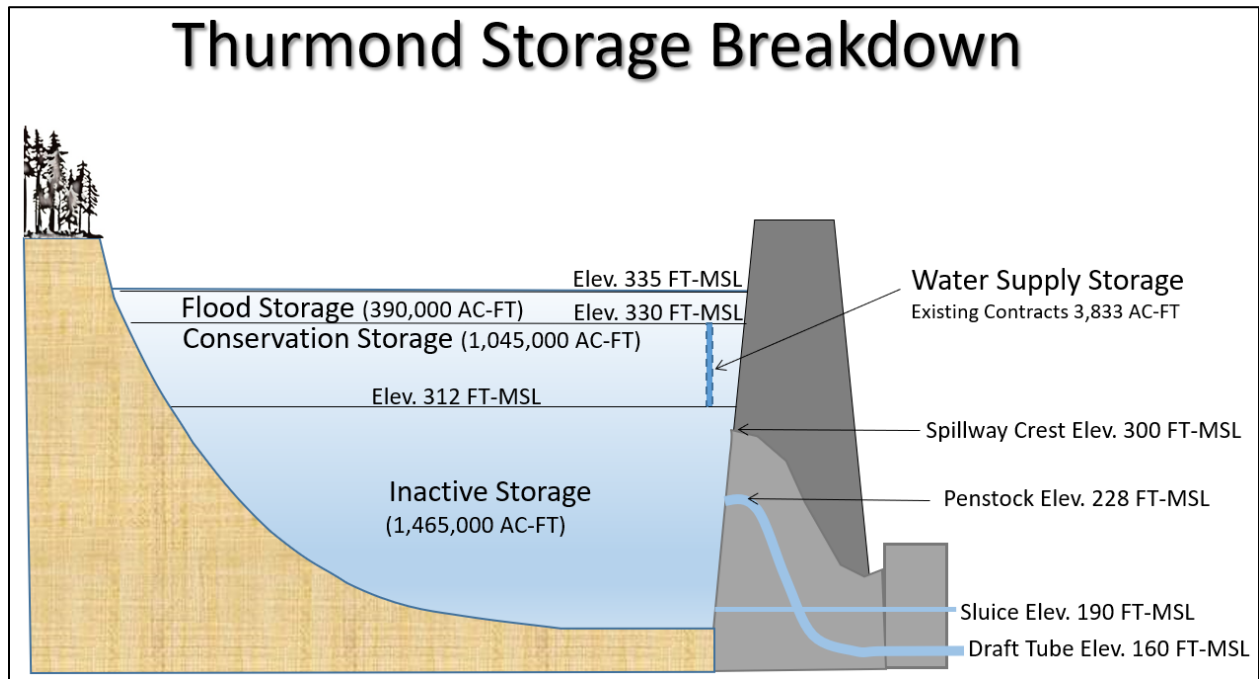 Thurmond Storage Breakdown
Elev. 335 FT-MSL
Flood Storage (390,000 AC-FT)
Elev. 330 FT-MSL
Conservation Storage (1,045,000 AC-FT)
Water Supply Storage
Existing Contracts 3,833 AC-FT
Elev. 312 FT-MSL
Spillway Crest Elev. 300 FT-MSL
Inactive Storage
(1,465,000 AC-FT)
Penstock Elev. 228 FT-MSL
Sluice Elev. 190 FT-MSL
Draft Tube Elev. 160 FT-MSL